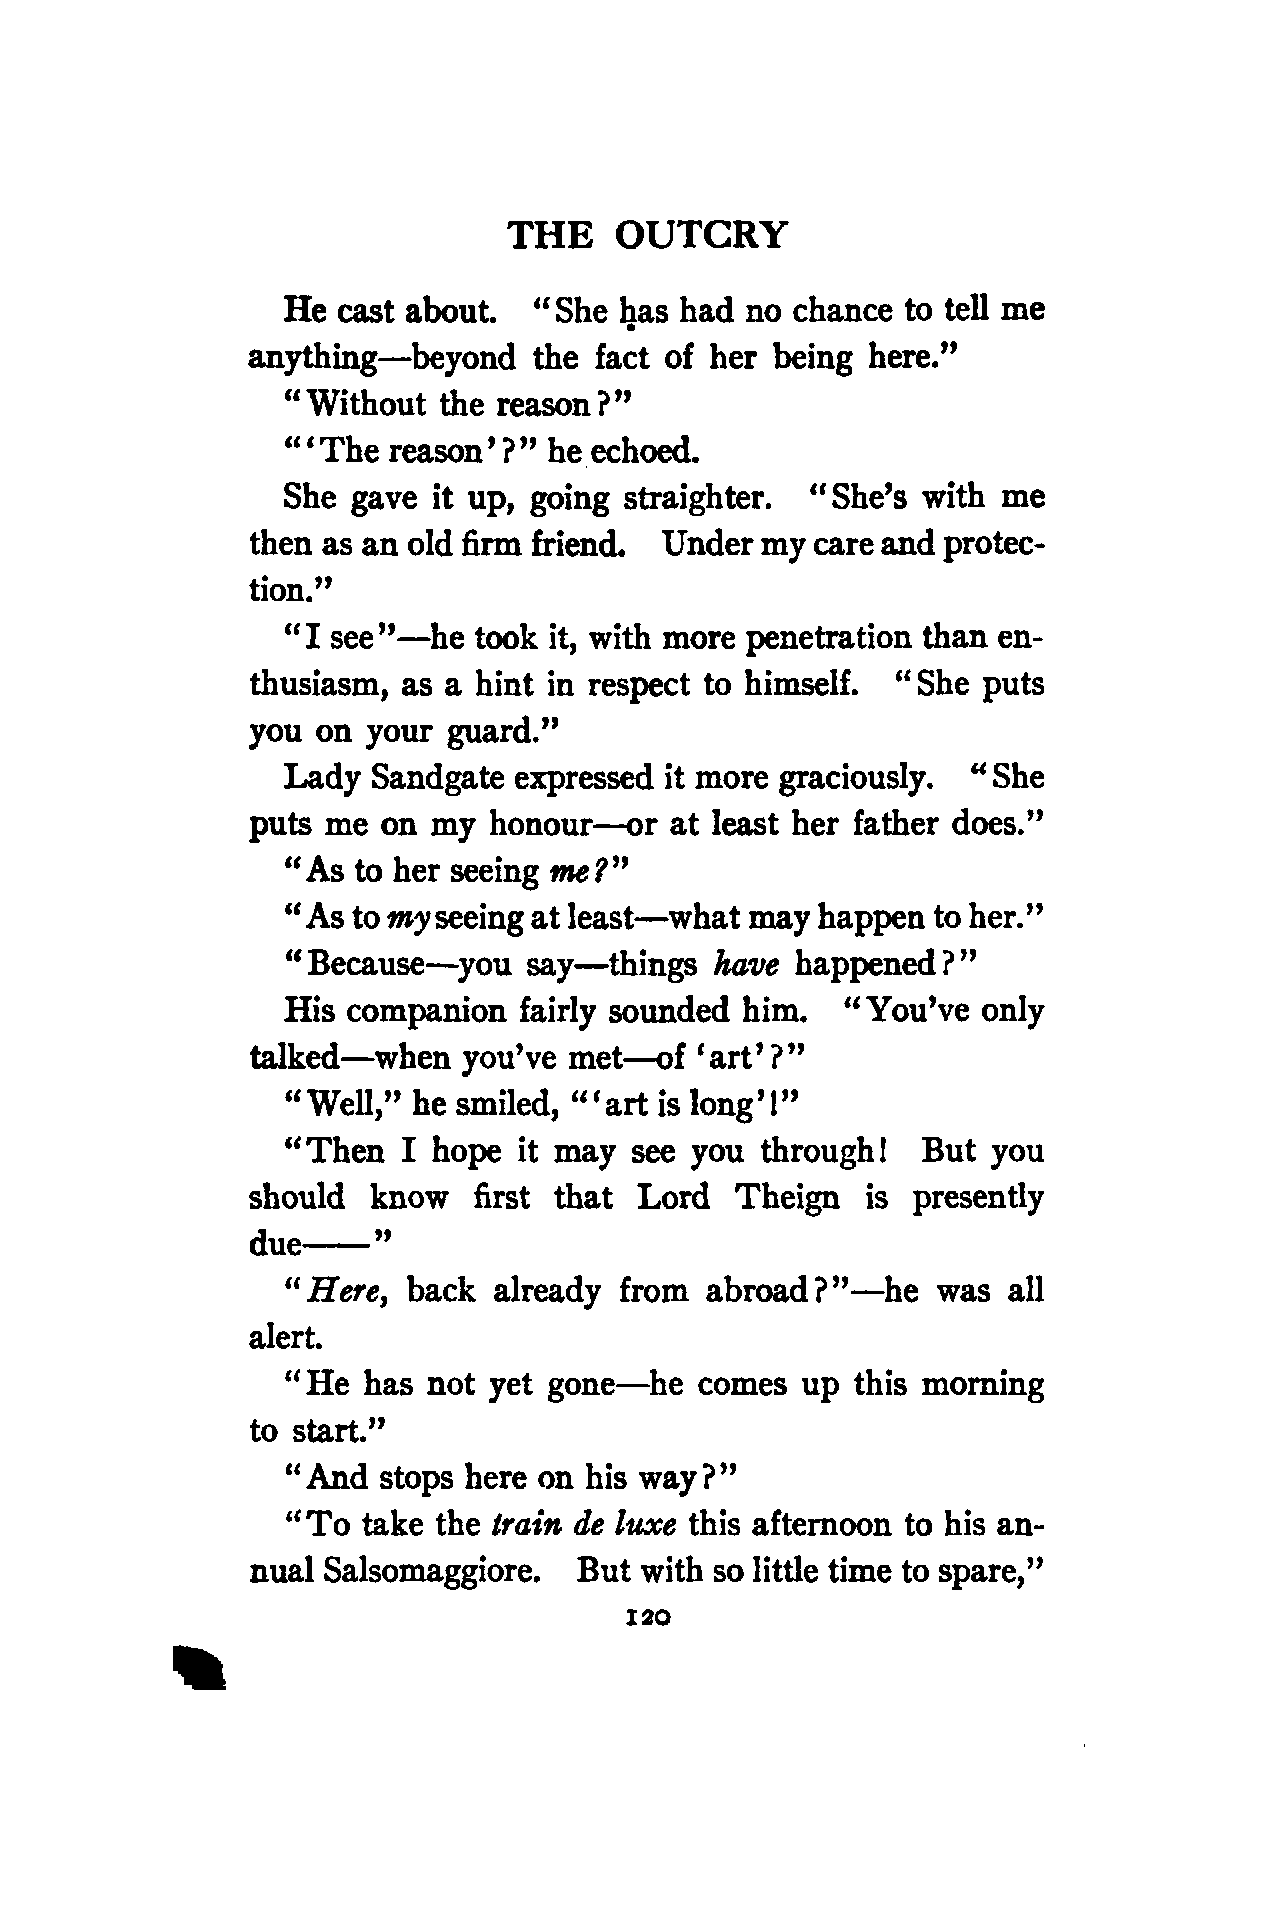 THE OUTCRY
He cast about. “She has had no chance to tell me
anything—beyond the fact of her being here.”
“Without the reason?”
“‘The reason’?” he echoed.
She gave it up, going straighter. “She’s with me
then as an old firm friend. Under my care and protec-
tion.”
“I see”—he took it, with more penetration than en-
thusiasm, as a hint in respect to himself. “She puts
you on your guard.”
Lady Sandgate expressed it more graciously. “She
puts me on my honour—or at least her father does.”
“As to her seeing me?”
“As to my seeing at least—what may happen to her.”
“Because—you say—things have happened?”
His companion fairly sounded him. “You’ve only
talked—when you’ve met—of ‘art’?”
“Well,” he smiled, “‘art is long’!”
“Then I hope it may see you through! But you
should know first that Lord Theign is presently
due——”
“Here, back already from abroad?”—he was all
alert.
“He has not yet gone—he comes up this morning
to start.”
“And stops here on his way?”
“To take the train de luxe this afternoon to his an-
nual Salsomaggiore. But with so little time to spare,”
120